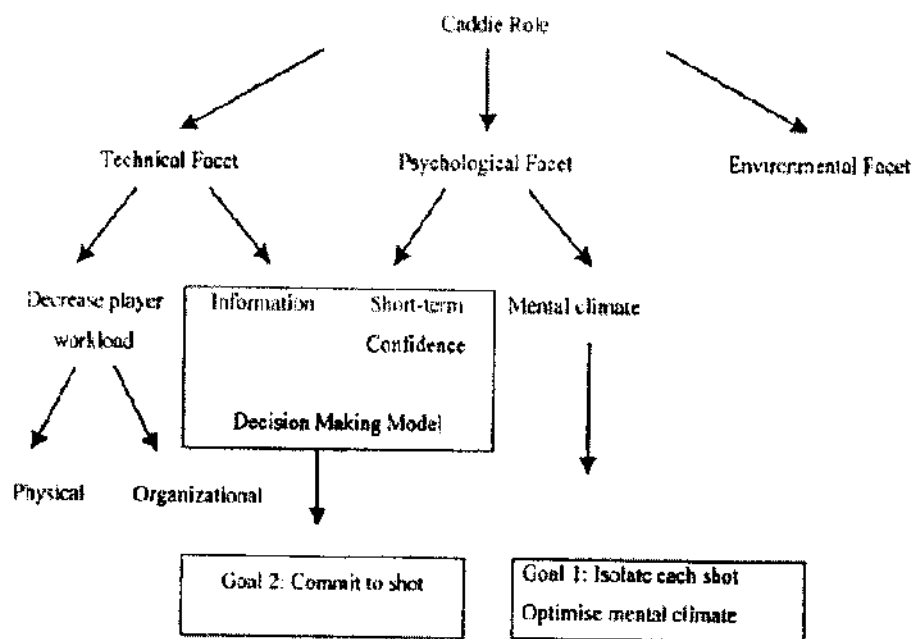 Caddie Role
Technical Facet
Psychological Facet
Environmental Facet
Decrease player
workload
Information
Short-term
Confidence
Mental climate
Decision Making Model
Physical
Organizational
Goal 2: Commit to shot
Goal 1: Isolate each shot
Optimise mental climate